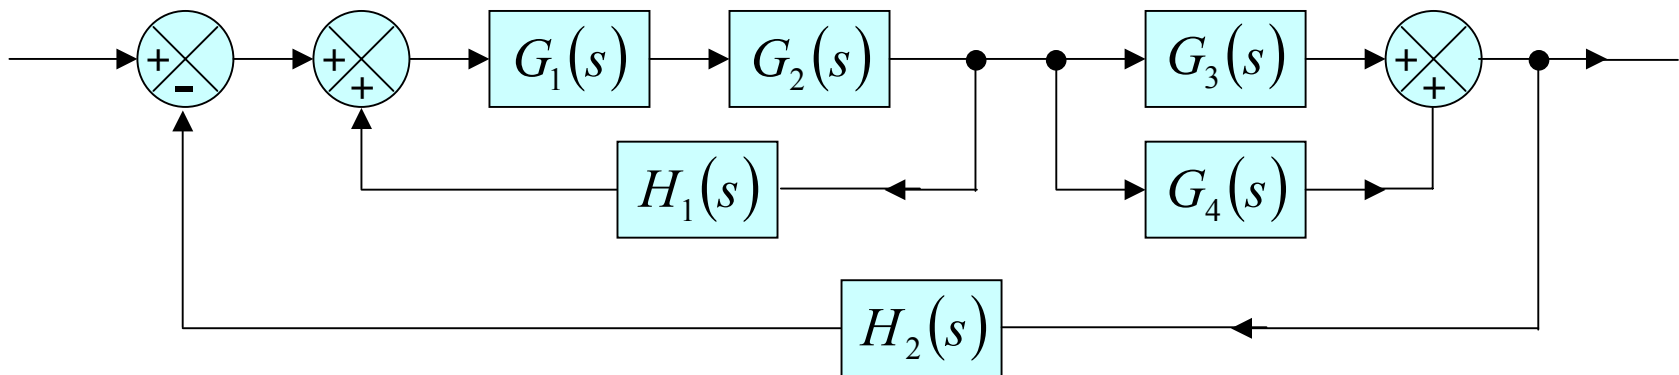 + - + + G₁(s) G₂(s) G₃(s) + +
H₁(s) G₄(s)
H₂(s)